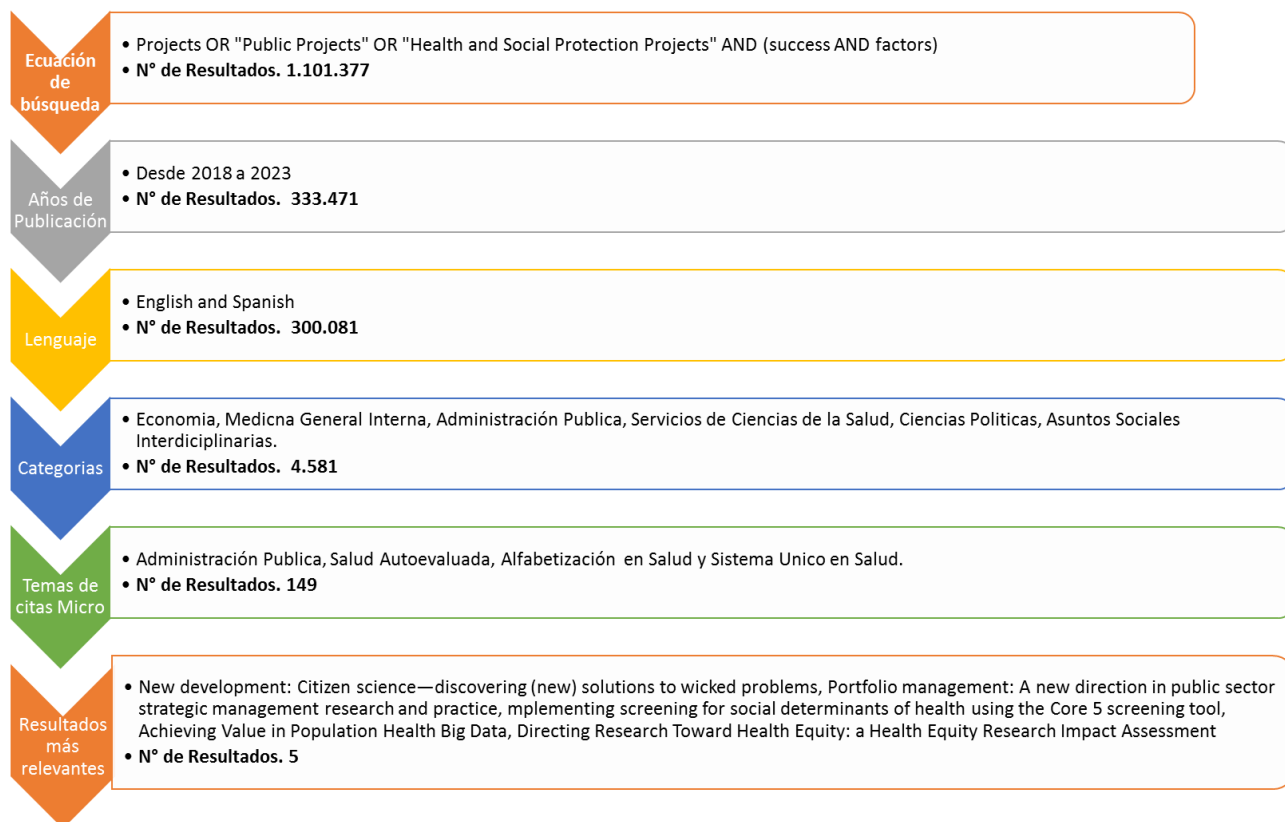 Ecuación
de
búsqueda
• Projects OR "Public Projects" OR "Health and Social Protection Projects" AND (success AND factors)
• N° de Resultados. 1.101.377
Años de
Publicación
• Desde 2018 a 2023
• N° de Resultados.  333.471
Lenguaje
• English and Spanish
• N° de Resultados.  300.081
Categorias
• Economia, Medicna General Interna, Administración Publica, Servicios de Ciencias de la Salud, Ciencias Politicas, Asuntos Sociales
Interdiciplinarias.
• N° de Resultados.  4.581
Temas de
citas Micro
• Administración Publica, Salud Autoevaluada, Alfabetización en Salud y Sistema Unico en Salud.
• N° de Resultados. 149
Resultados
más
relevantes
• New development: Citizen science—discovering (new) solutions to wicked problems, Portfolio management: A new direction in public sector
strategic management research and practice, mplementing screening for social determinants of health using the Core 5 screening tool,
Achieving Value in Population Health Big Data, Directing Research Toward Health Equity: a Health Equity Research Impact Assessment
• N° de Resultados. 5